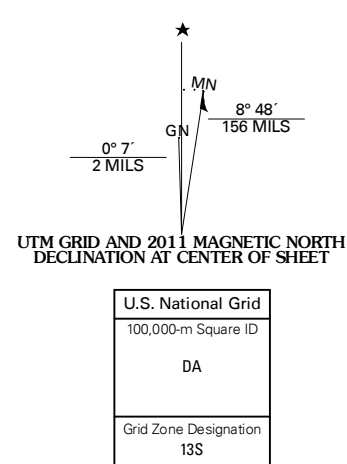 ★
MN
8° 48´
156 MILS
GN
0° 7´
2 MILS
UTM GRID AND 2011 MAGNETIC NORTH
DECLINATION AT CENTER OF SHEET
U.S. National Grid
100,000-m Square ID
DA
Grid Zone Designation
13S